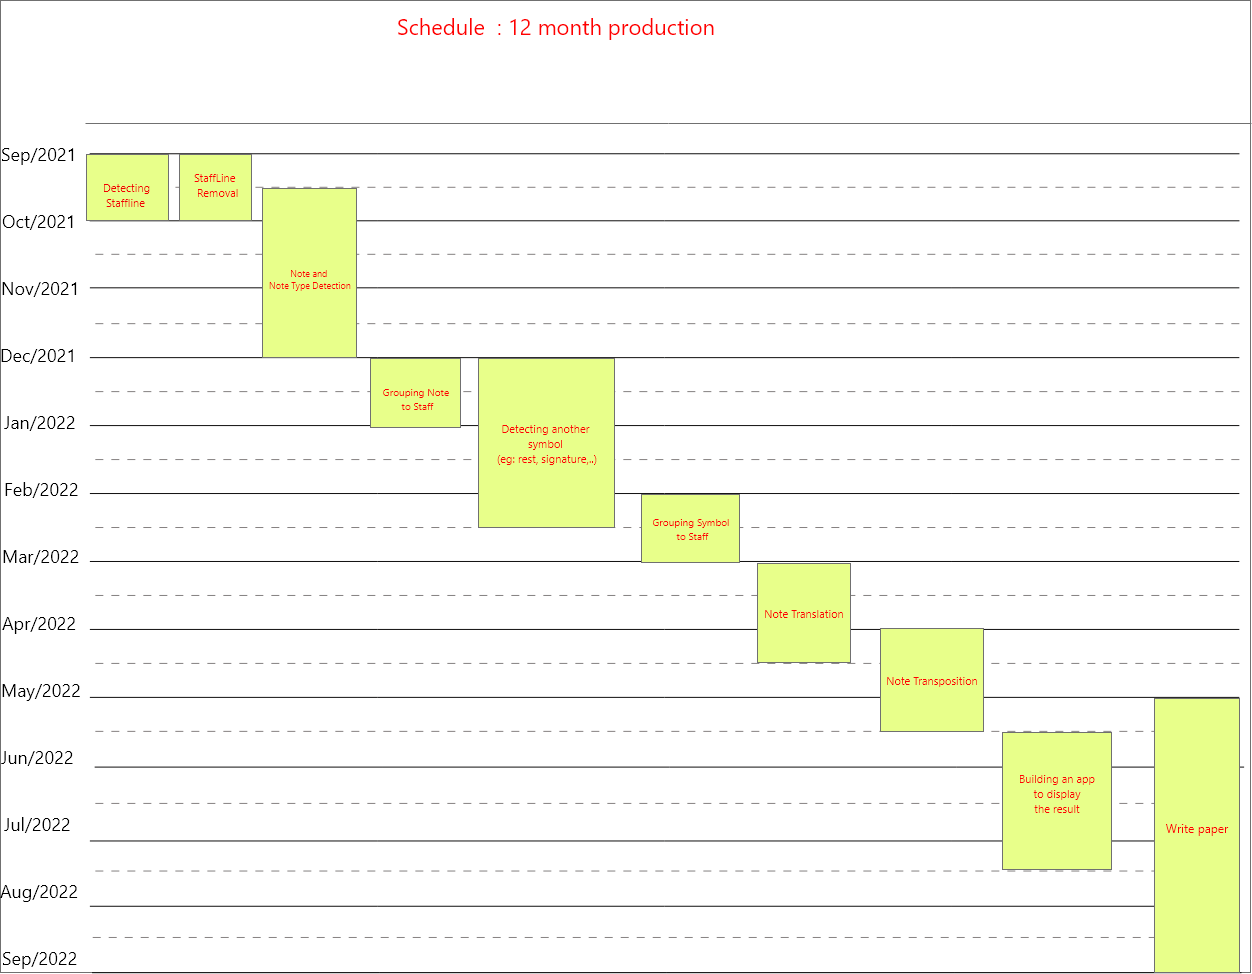 Schedule : 12 month production
Sep/2021
Detecting
Staffline
StaffLine
Removal
Oct/2021
Note and
Note Type Detection
Nov/2021
Dec/2021
Grouping Note
to Staff
Detecting another
symbol
(eg: rest, signature,..)
Jan/2022
Feb/2022
Grouping Symbol
to Staff
Mar/2022
Note Translation
Apr/2022
Note Transposition
May/2022
Jun/2022
Building an app
to display
the result
Write paper
Jul/2022
Aug/2022
Sep/2022